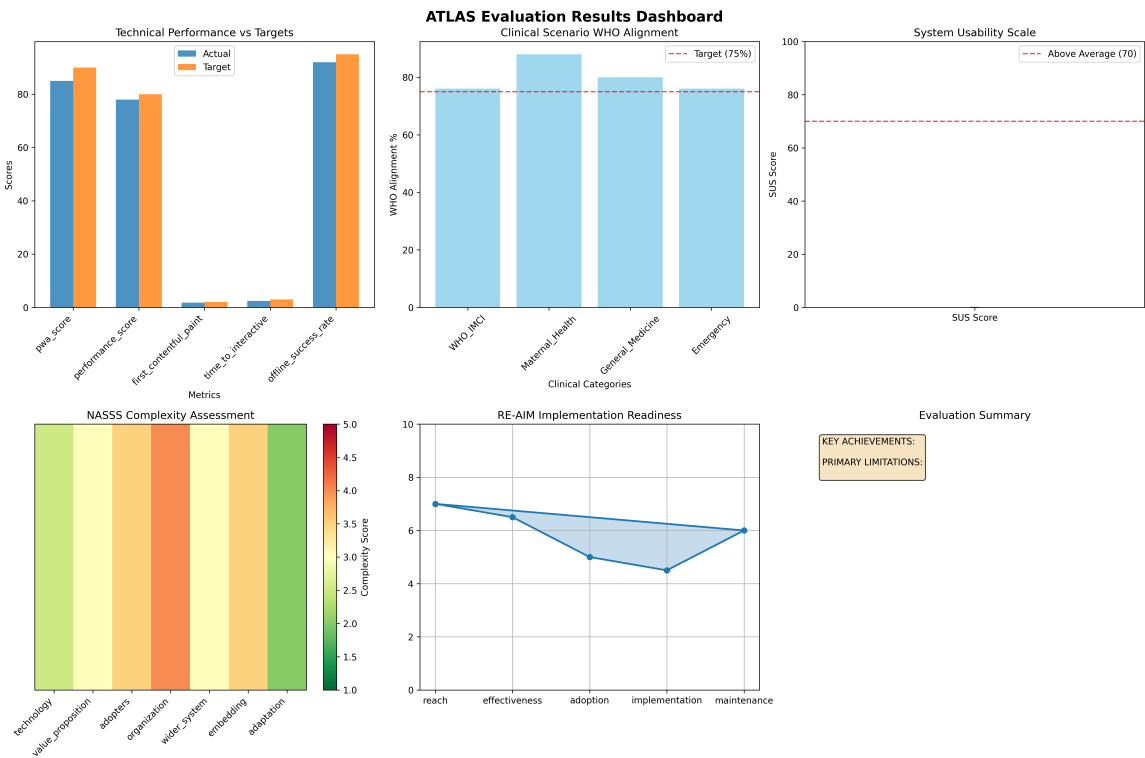 ATLAS Evaluation Results Dashboard
Technical Performance vs Targets
Actual
Target
Scores
80
60
40
20
0
pwa_score
performance_score
first_contentful_paint
time_to_interactive
offline_success_rate
Metrics
Clinical Scenario WHO Alignment
Target (75%)
WHO Alignment %
80
60
40
20
0
WHO_IMCI
Maternal_Health
General_Medicine
Emergency
Clinical Categories
System Usability Scale
Above Average (70)
SUS Score
100
80
60
40
20
0
SUS Score
NASSS Complexity Assessment
technology
value_proposition
adopters
organization
wider_system
embedding
adaptation
5.0
4.5
4.0
3.5
3.0
2.5
2.0
1.5
1.0
Complexity Score
RE-AIM Implementation Readiness
10
8
6
4
2
0
reach
effectiveness
adoption
implementation
maintenance
Evaluation Summary
KEY ACHIEVEMENTS:
PRIMARY LIMITATIONS: